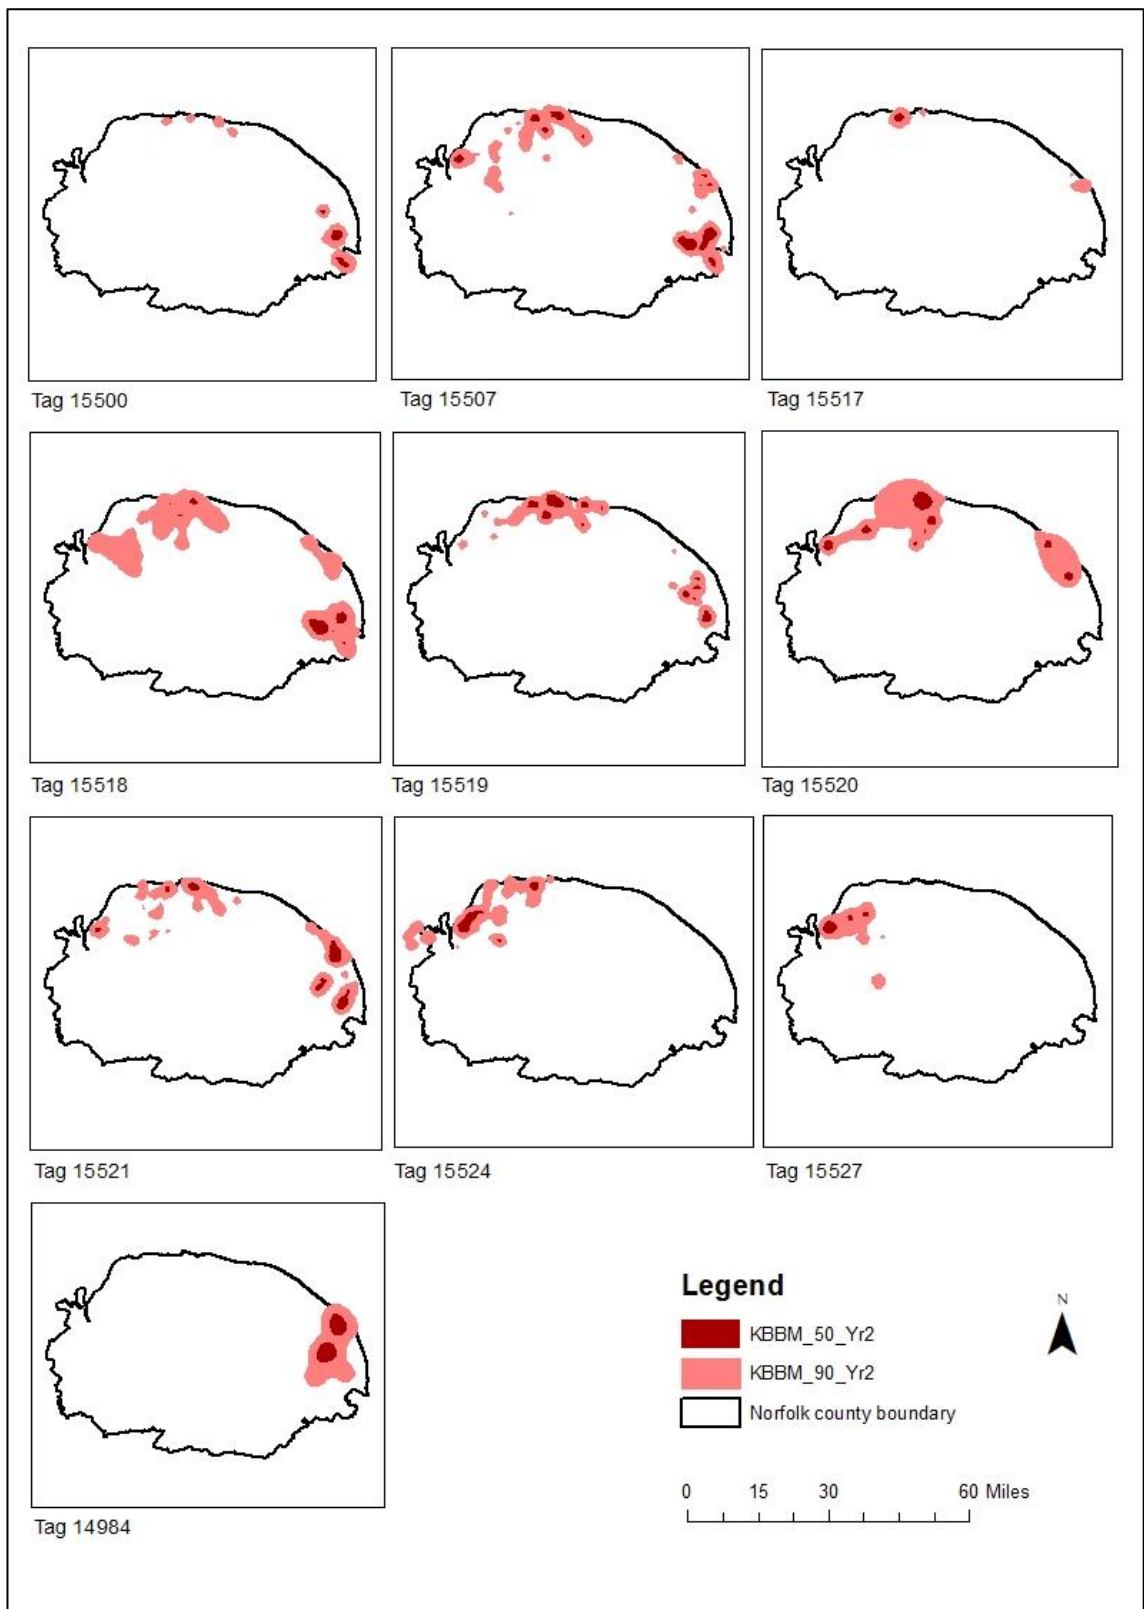 Tag 15500
Tag 15507
Tag 15517
Tag 15518
Tag 15519
Tag 15520
Tag 15521
Tag 15524
Tag 15527
Tag 14984
Legend
KBBM_50_Yr2
KBBM_90_Yr2
Norfolk county boundary
N
0 15 30 60 Miles